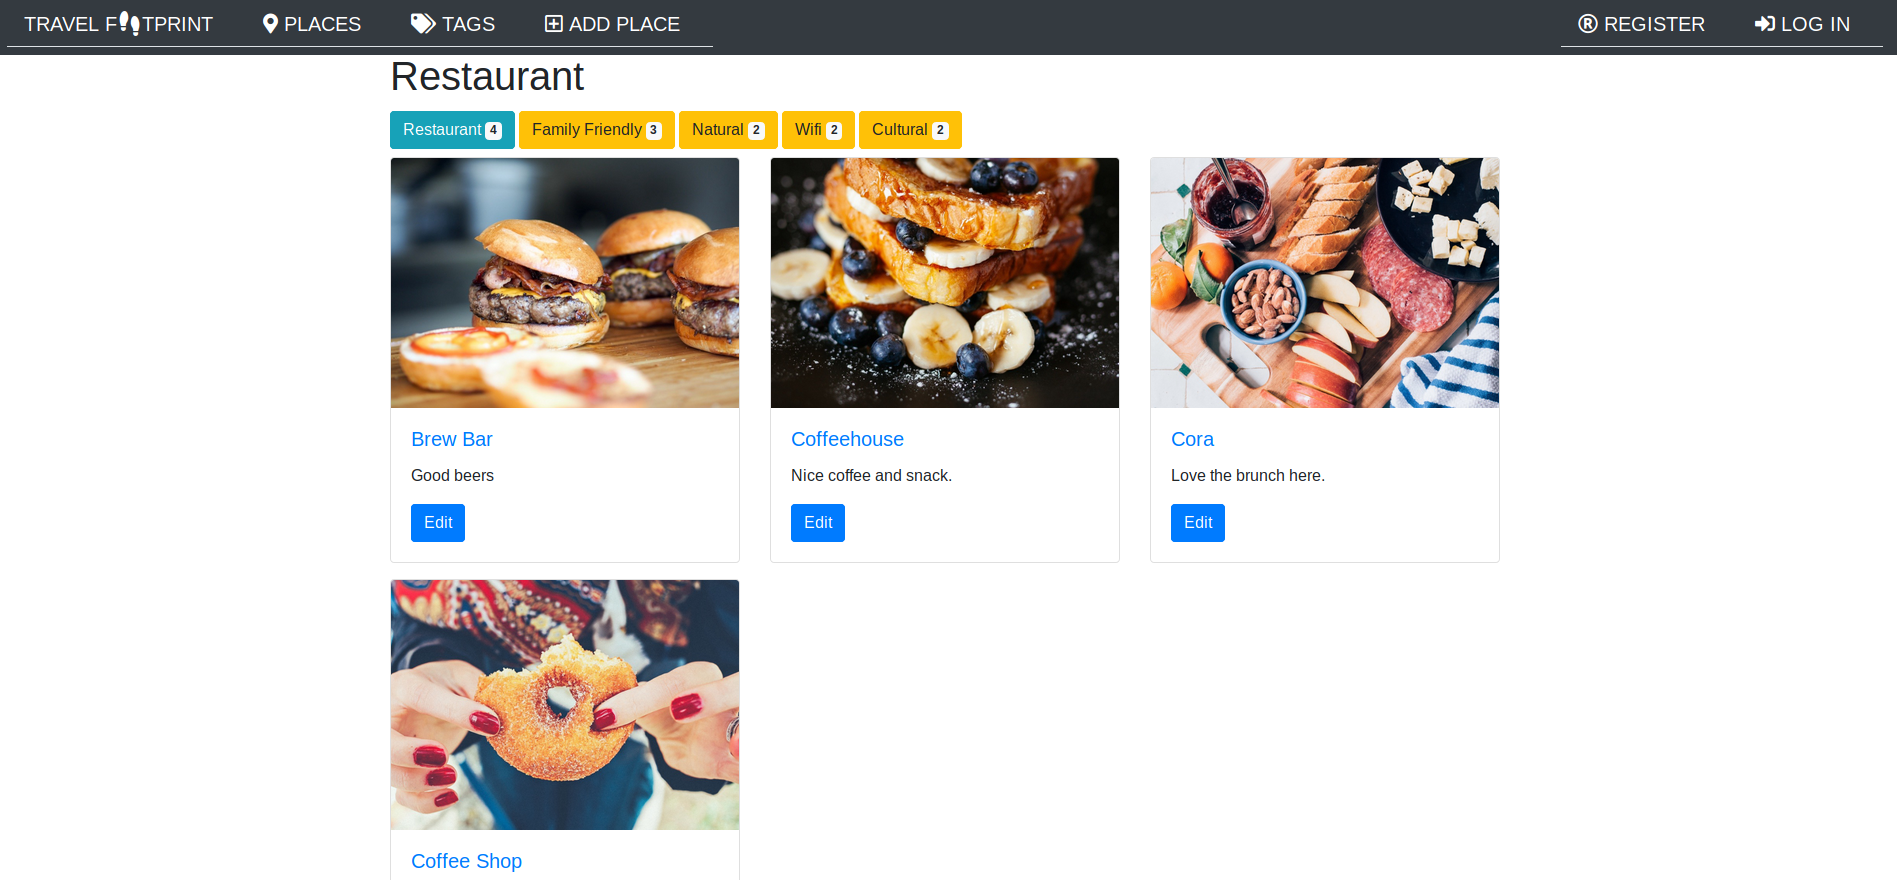 TRAVEL F TPRINT PLACES TAGS ADD PLACE REGISTER LOG IN
Restaurant
Restaurant 4 Family Friendly 3 Natural 2 Wifi 2 Cultural 2
Brew Bar
Good beers
Edit
Coffeehouse
Nice coffee and snack.
Edit
Cora
Love the brunch here.
Edit
Coffee Shop